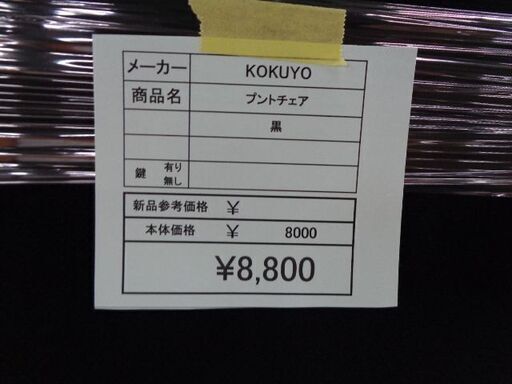 メーカー KOKUYO
商品名 プントチェア
黒
鍵 有り 無し
新品参考価格 ¥
本体価格 ¥ 8000
¥8,800